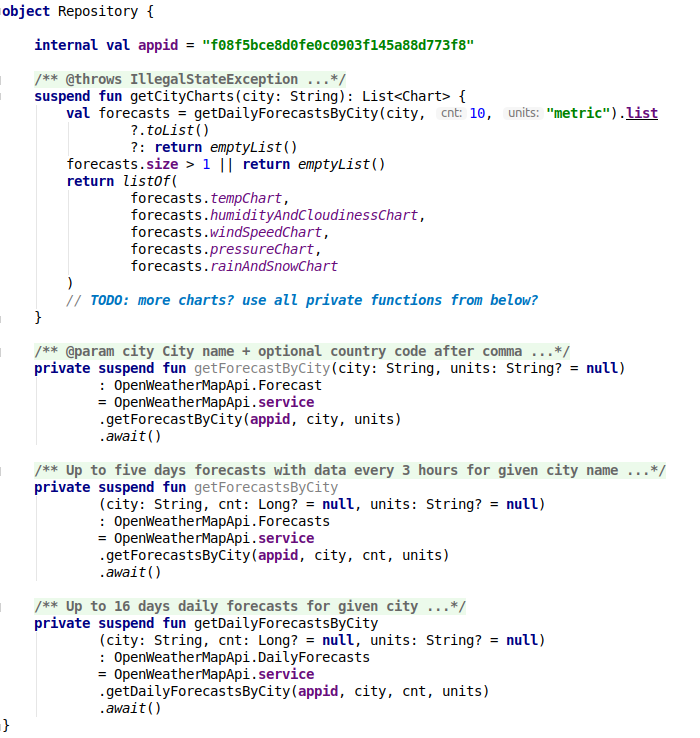 object Repository {
internal val appid = "f08f5bce8d0fe0c0903f145a88d773f8"
/** @throws IllegalStateException ...*/
suspend fun getCityCharts(city: String): List<Chart> {
val forecasts = getDailyForecastsByCity(city, cnt: 10, units: "metric").list
?.toList()
?: return emptyList()
forecasts.size > 1 || return emptyList()
return listOf(
forecasts.tempChart,
forecasts.humidityAndCloudinessChart,
forecasts.windSpeedChart,
forecasts.pressureChart,
forecasts.rainAndSnowChart
)
// TODO: more charts? use all private functions from below?
}
/** @param city City name + optional country code after comma ...*/
private suspend fun getForecastByCity(city: String, units: String? = null)
: OpenWeatherMapApi.Forecast
= OpenWeatherMapApi.service
.getForecastByCity(appid, city, units)
.await()
/** Up to five days forecasts with data every 3 hours for given city name ...*/
private suspend fun getForecastsByCity
(city: String, cnt: Long? = null, units: String? = null)
: OpenWeatherMapApi.Forecasts
= OpenWeatherMapApi.service
.getForecastsByCity(appid, city, cnt, units)
.await()
/** Up to 16 days daily forecasts for given city ...*/
private suspend fun getDailyForecastsByCity
(city: String, cnt: Long? = null, units: String? = null)
: OpenWeatherMapApi.DailyForecasts
= OpenWeatherMapApi.service
.getDailyForecastsByCity(appid, city, cnt, units)
.await()
}